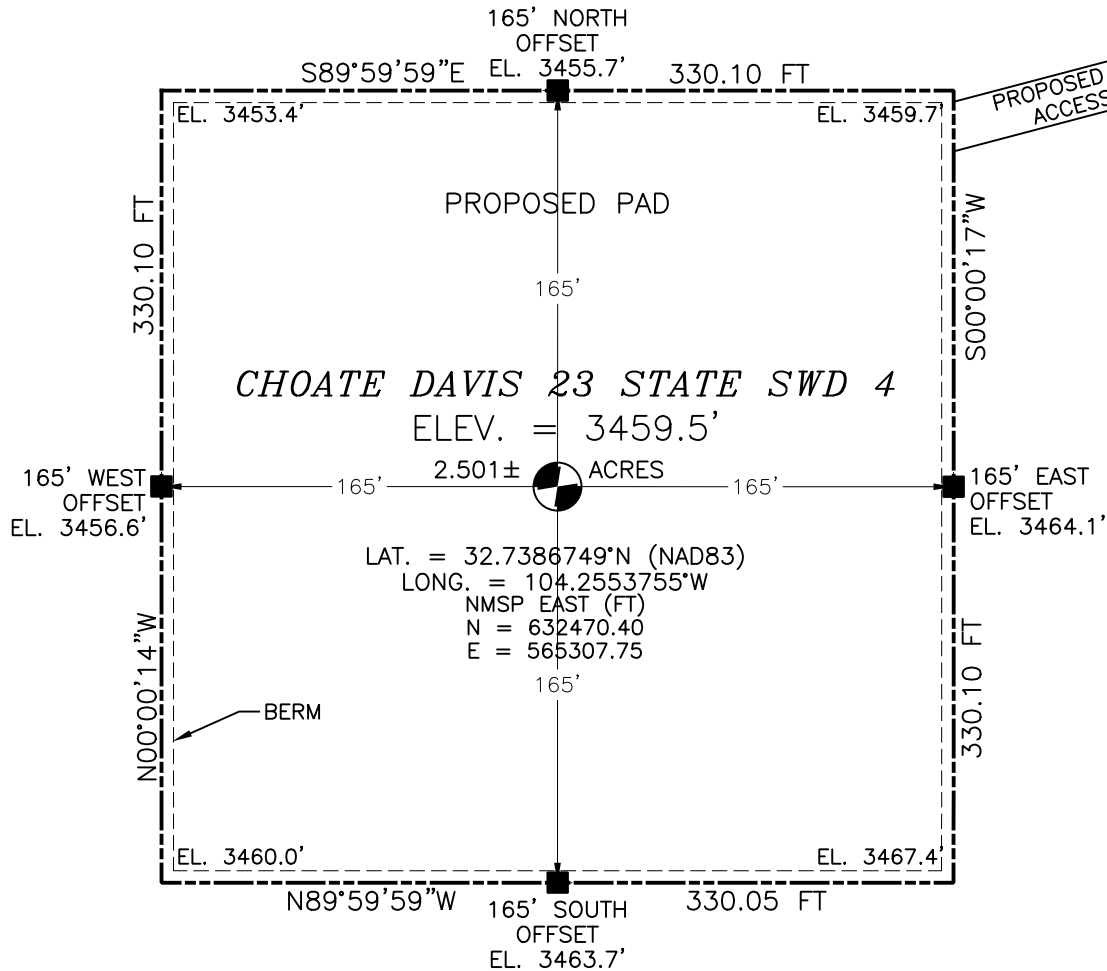 165' NORTH
OFFSET
EL. 3455.7'
S89°59'59"E
330.10 FT
PROPOSED
ACCESS
EL. 3453.4'
EL. 3459.7'
PROPOSED PAD
330.10 FT
S00°00'17"W
165'
CHOATE DAVIS 23 STATE SWD 4
ELEV. = 3459.5'
2.501± ACRES
165' WEST
OFFSET
EL. 3456.6'
165'
165'
165' EAST
OFFSET
EL. 3464.1'
LAT. = 32.7386749°N (NAD83)
LONG. = 104.2553755°W
NMSP EAST (FT)
N = 632470.40
E = 565307.75
165'
N00°00'14"W
BERM
330.10 FT
EL. 3460.0'
EL. 3467.4'
N89°59'59"W
330.05 FT
165' SOUTH
OFFSET
EL. 3463.7'